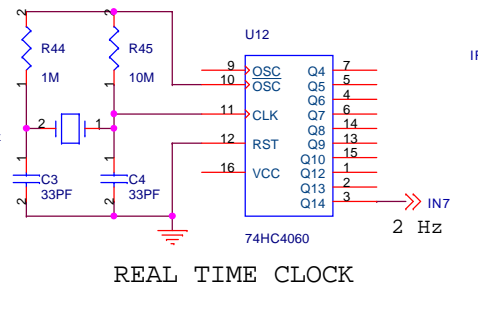 2 2 U12 IF
R44 R45
1M 10M
1 1
9 OSC Q4 7
10 OSC Q5 5
Q6 4
11 CLK Q7 6
Q8 14
12 RST Q9 13
Q10 15
16 VCC Q12 1
Q13 2
Q14 3 IN7
2 1
1 1
C3 C4
33PF 33PF
2 2
2 Hz
74HC4060
REAL TIME CLOCK